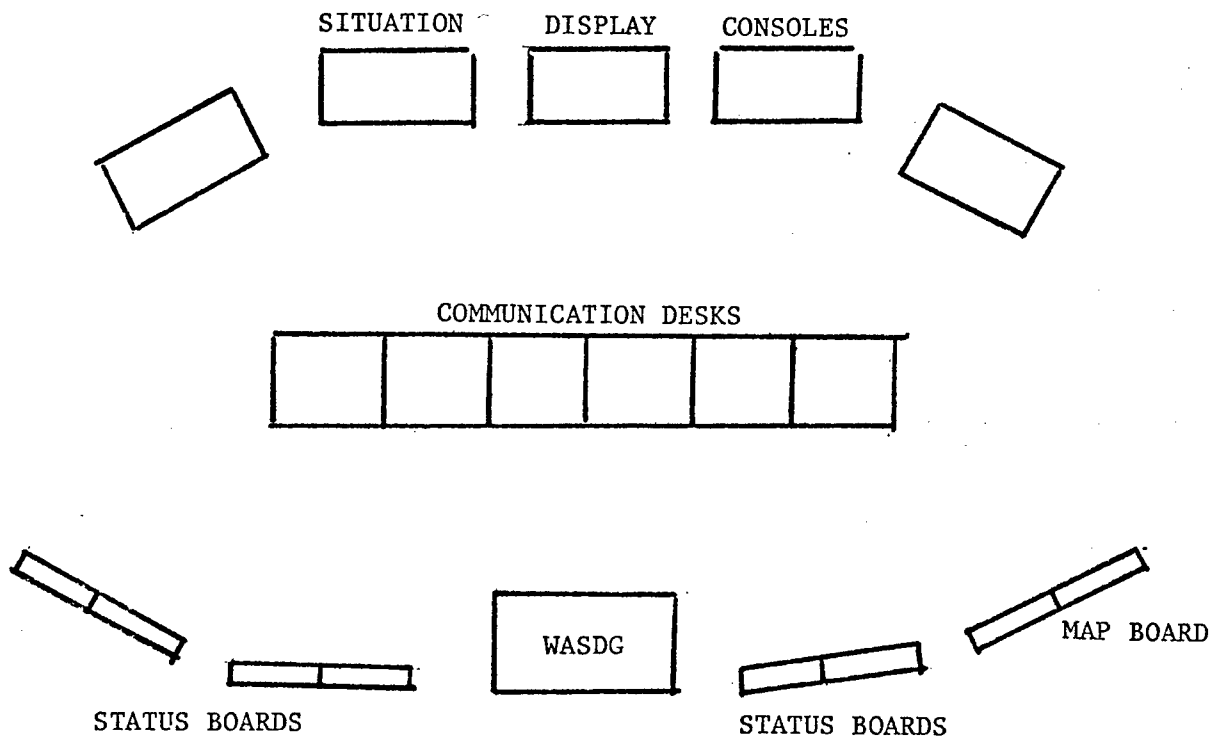 SITUATION DISPLAY CONSOLES
COMMUNICATION DESKS
WASDG
MAP BOARD
STATUS BOARDS STATUS BOARDS